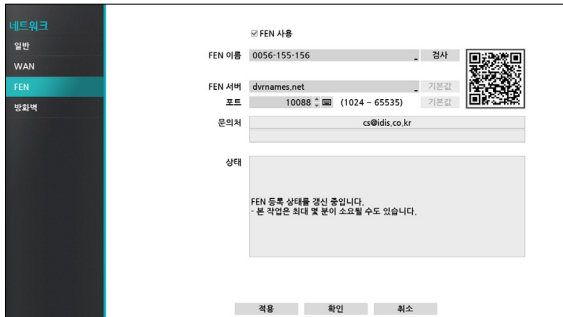 네트워크
일반
WAN
FEN
방화벽
FEN 사용
FEN 이름 0056-155-156 검사
FEN 서버 dvrnames.net 기본값
포트 10088 (1024 - 65535) 기본값
문의처 cs@idis.co.kr
상태
FEN 등록 상태를 갱신 중입니다.
- 본 작업은 최대 몇 분이 소요될 수도 있습니다.
적용 확인 취소